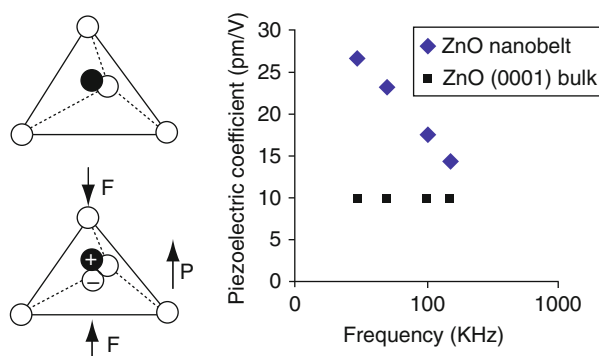 F
+
−
P
F
Piezoelectric coefficient (pm/V)
30
25
20
15
10
5
0
0
100
1000
Frequency (KHz)
ZnO nanobelt
ZnO (0001) bulk